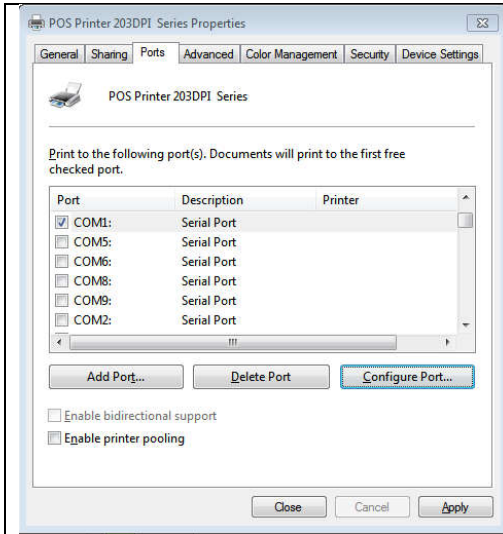 POS Printer 203DPI  Series Properties
General Sharing Ports Advanced Color Management Security Device Settings
POS Printer 203DPI  Series
Print to the following port(s). Documents will print to the first free
checked port.
Port Description Printer
COM1: Serial Port
COM5: Serial Port
COM6: Serial Port
COM8: Serial Port
COM9: Serial Port
COM2: Serial Port
Add Port... Delete Port Configure Port...
Enable bidirectional support
Enable printer pooling
Close Cancel Apply